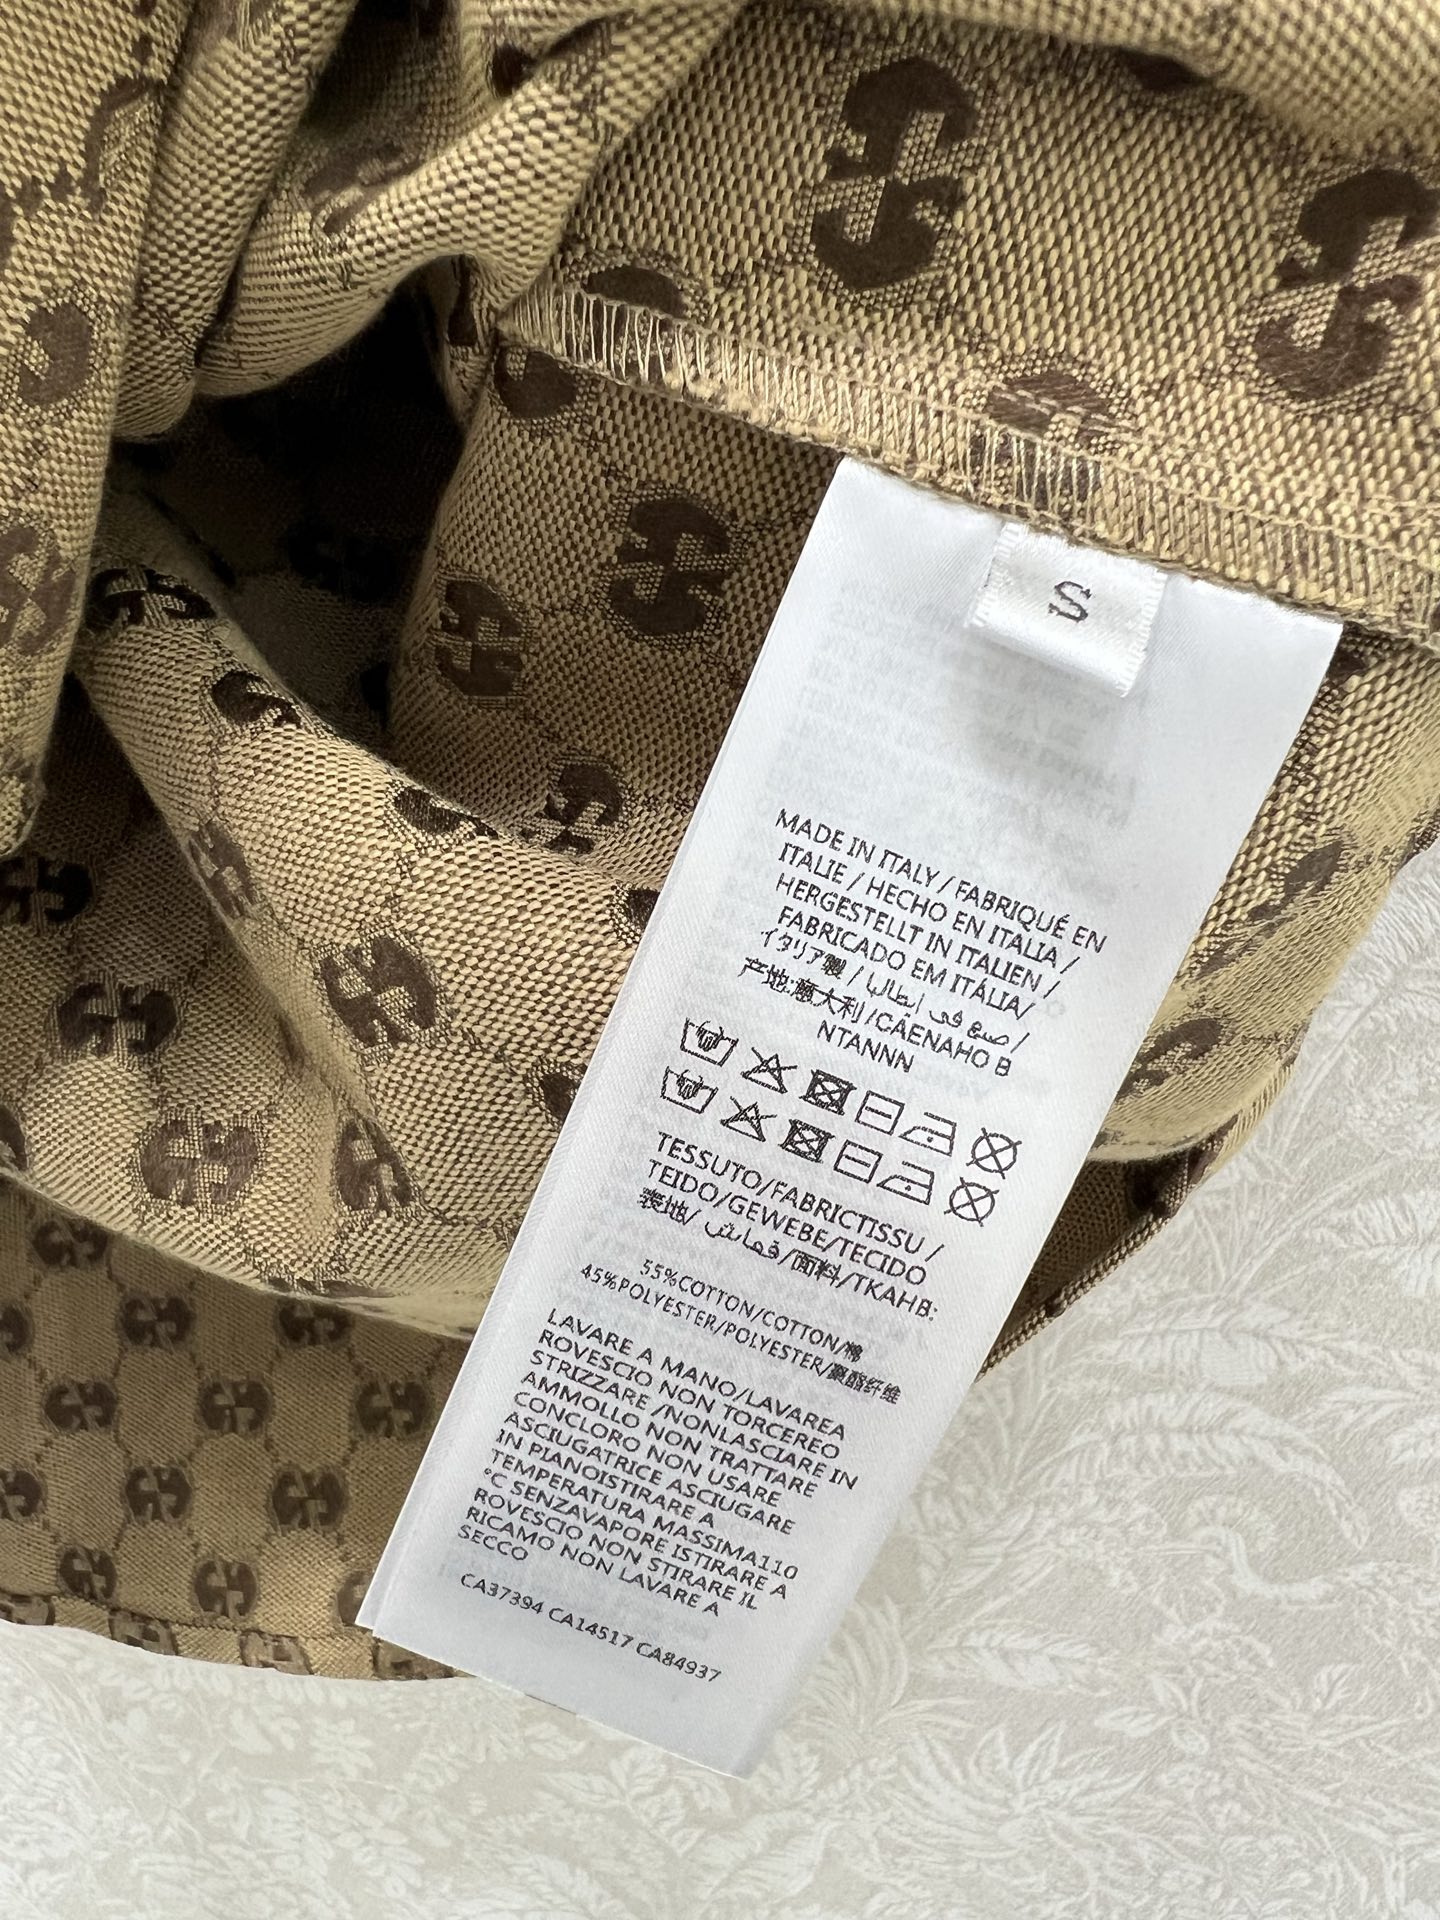 S
MADE IN ITALY / FABRIQUÉ EN
ITALIE / HECHO EN ITALIA /
HERGESTELLT IN ITALIEN /
FABRICADO EM ITÁLIA/
イタリア製 / صنع في إيطاليا /
产地:意大利/CÃENAHO B
NTANNN
TESSUTO/FABRICTISSU /
TEIDO/GEWEBE/TECIDO
表地/ قماش/面料/TKAHB:
55%COTTON/COTTON/棉
45%POLYESTER/POLYESTER/聚酯纤维
LAVARE A MANO/LAVAREA
ROVESCIO NON TORCEREO
STRIZZARE /NONLASCIARE IN
AMMOLLO NON TRATTARE
CONCLORO NON USARE
ASCIUGATRICE ASCIUGARE
IN PIANOISTIRARE A
TEMPERATURA MASSIMA110
°C SENZAVAPORE ISTIRARE A
ROVESCIO NON STIRARE IL
RICAMO NON LAVARE A
SECCO
CA37394 CA14517 CA84937